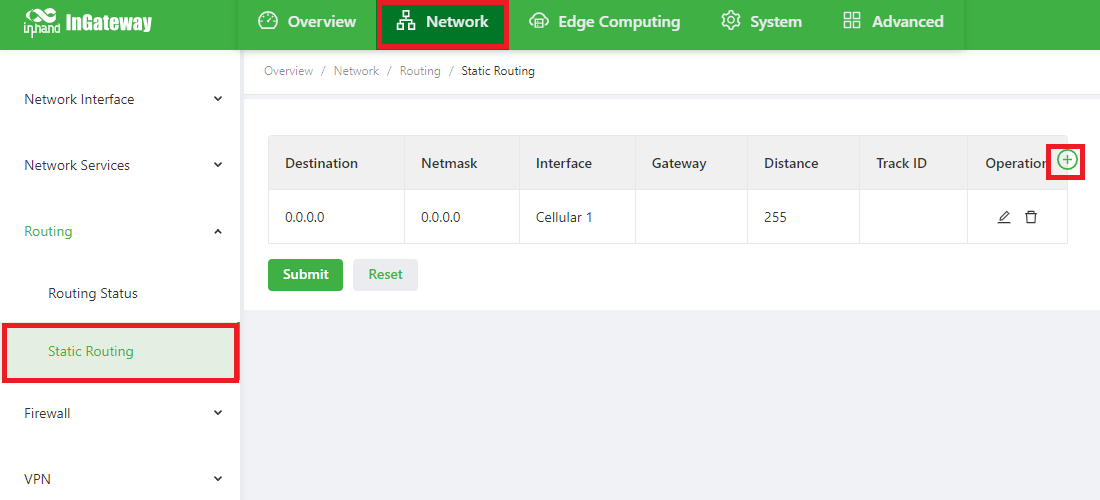 inhand InGateway
Overview
Network
Edge Computing
System
Advanced
Overview / Network / Routing / Static Routing
Network Interface
Network Services
Routing
Routing Status
Static Routing
Firewall
VPN
Destination Netmask Interface Gateway Distance Track ID Operation
0.0.0.0 0.0.0.0 Cellular 1 255
Submit Reset